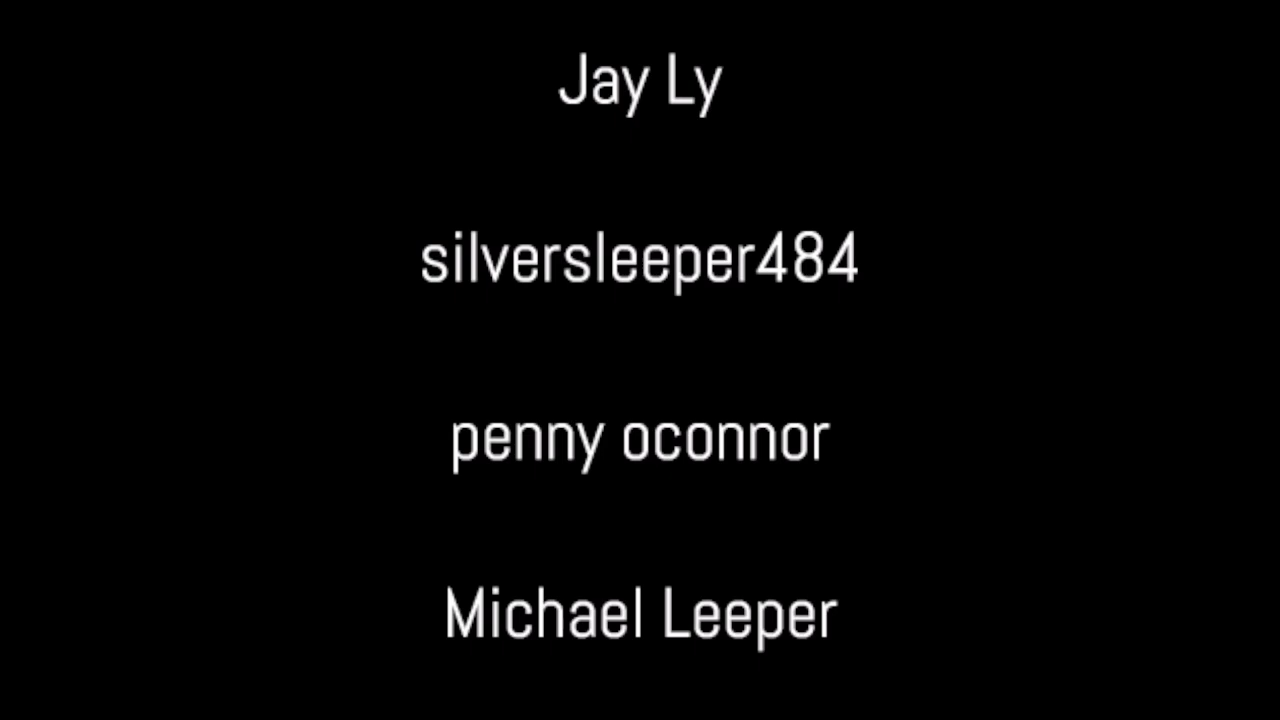 Jay Ly
silversleeper484
penny oconnor
Michael Leeper